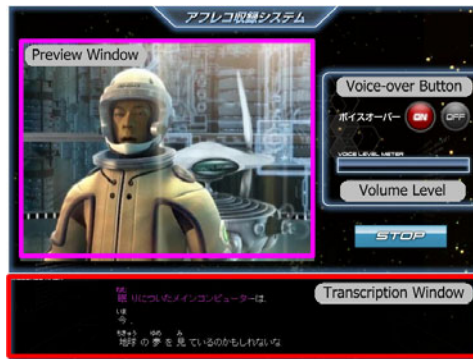 アフレコ収録システム
Preview Window
Voice-over Button
ボイスオーバー ON OFF
VOICE LEVEL METER
Volume Level
STOP
Transcription Window
眠りについたメインコンピューターは、
いま
今、
ちきゅう ゆめ み
地球 の 夢 を 見 ているのかもしれないな